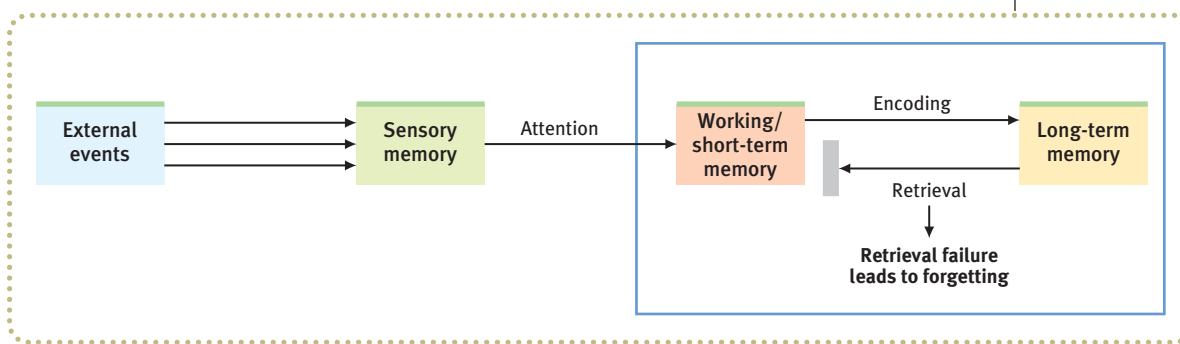 External
events
Sensory
memory
Attention
Working/
short-term
memory
Encoding
Long-term
memory
Retrieval
Retrieval failure
leads to forgetting